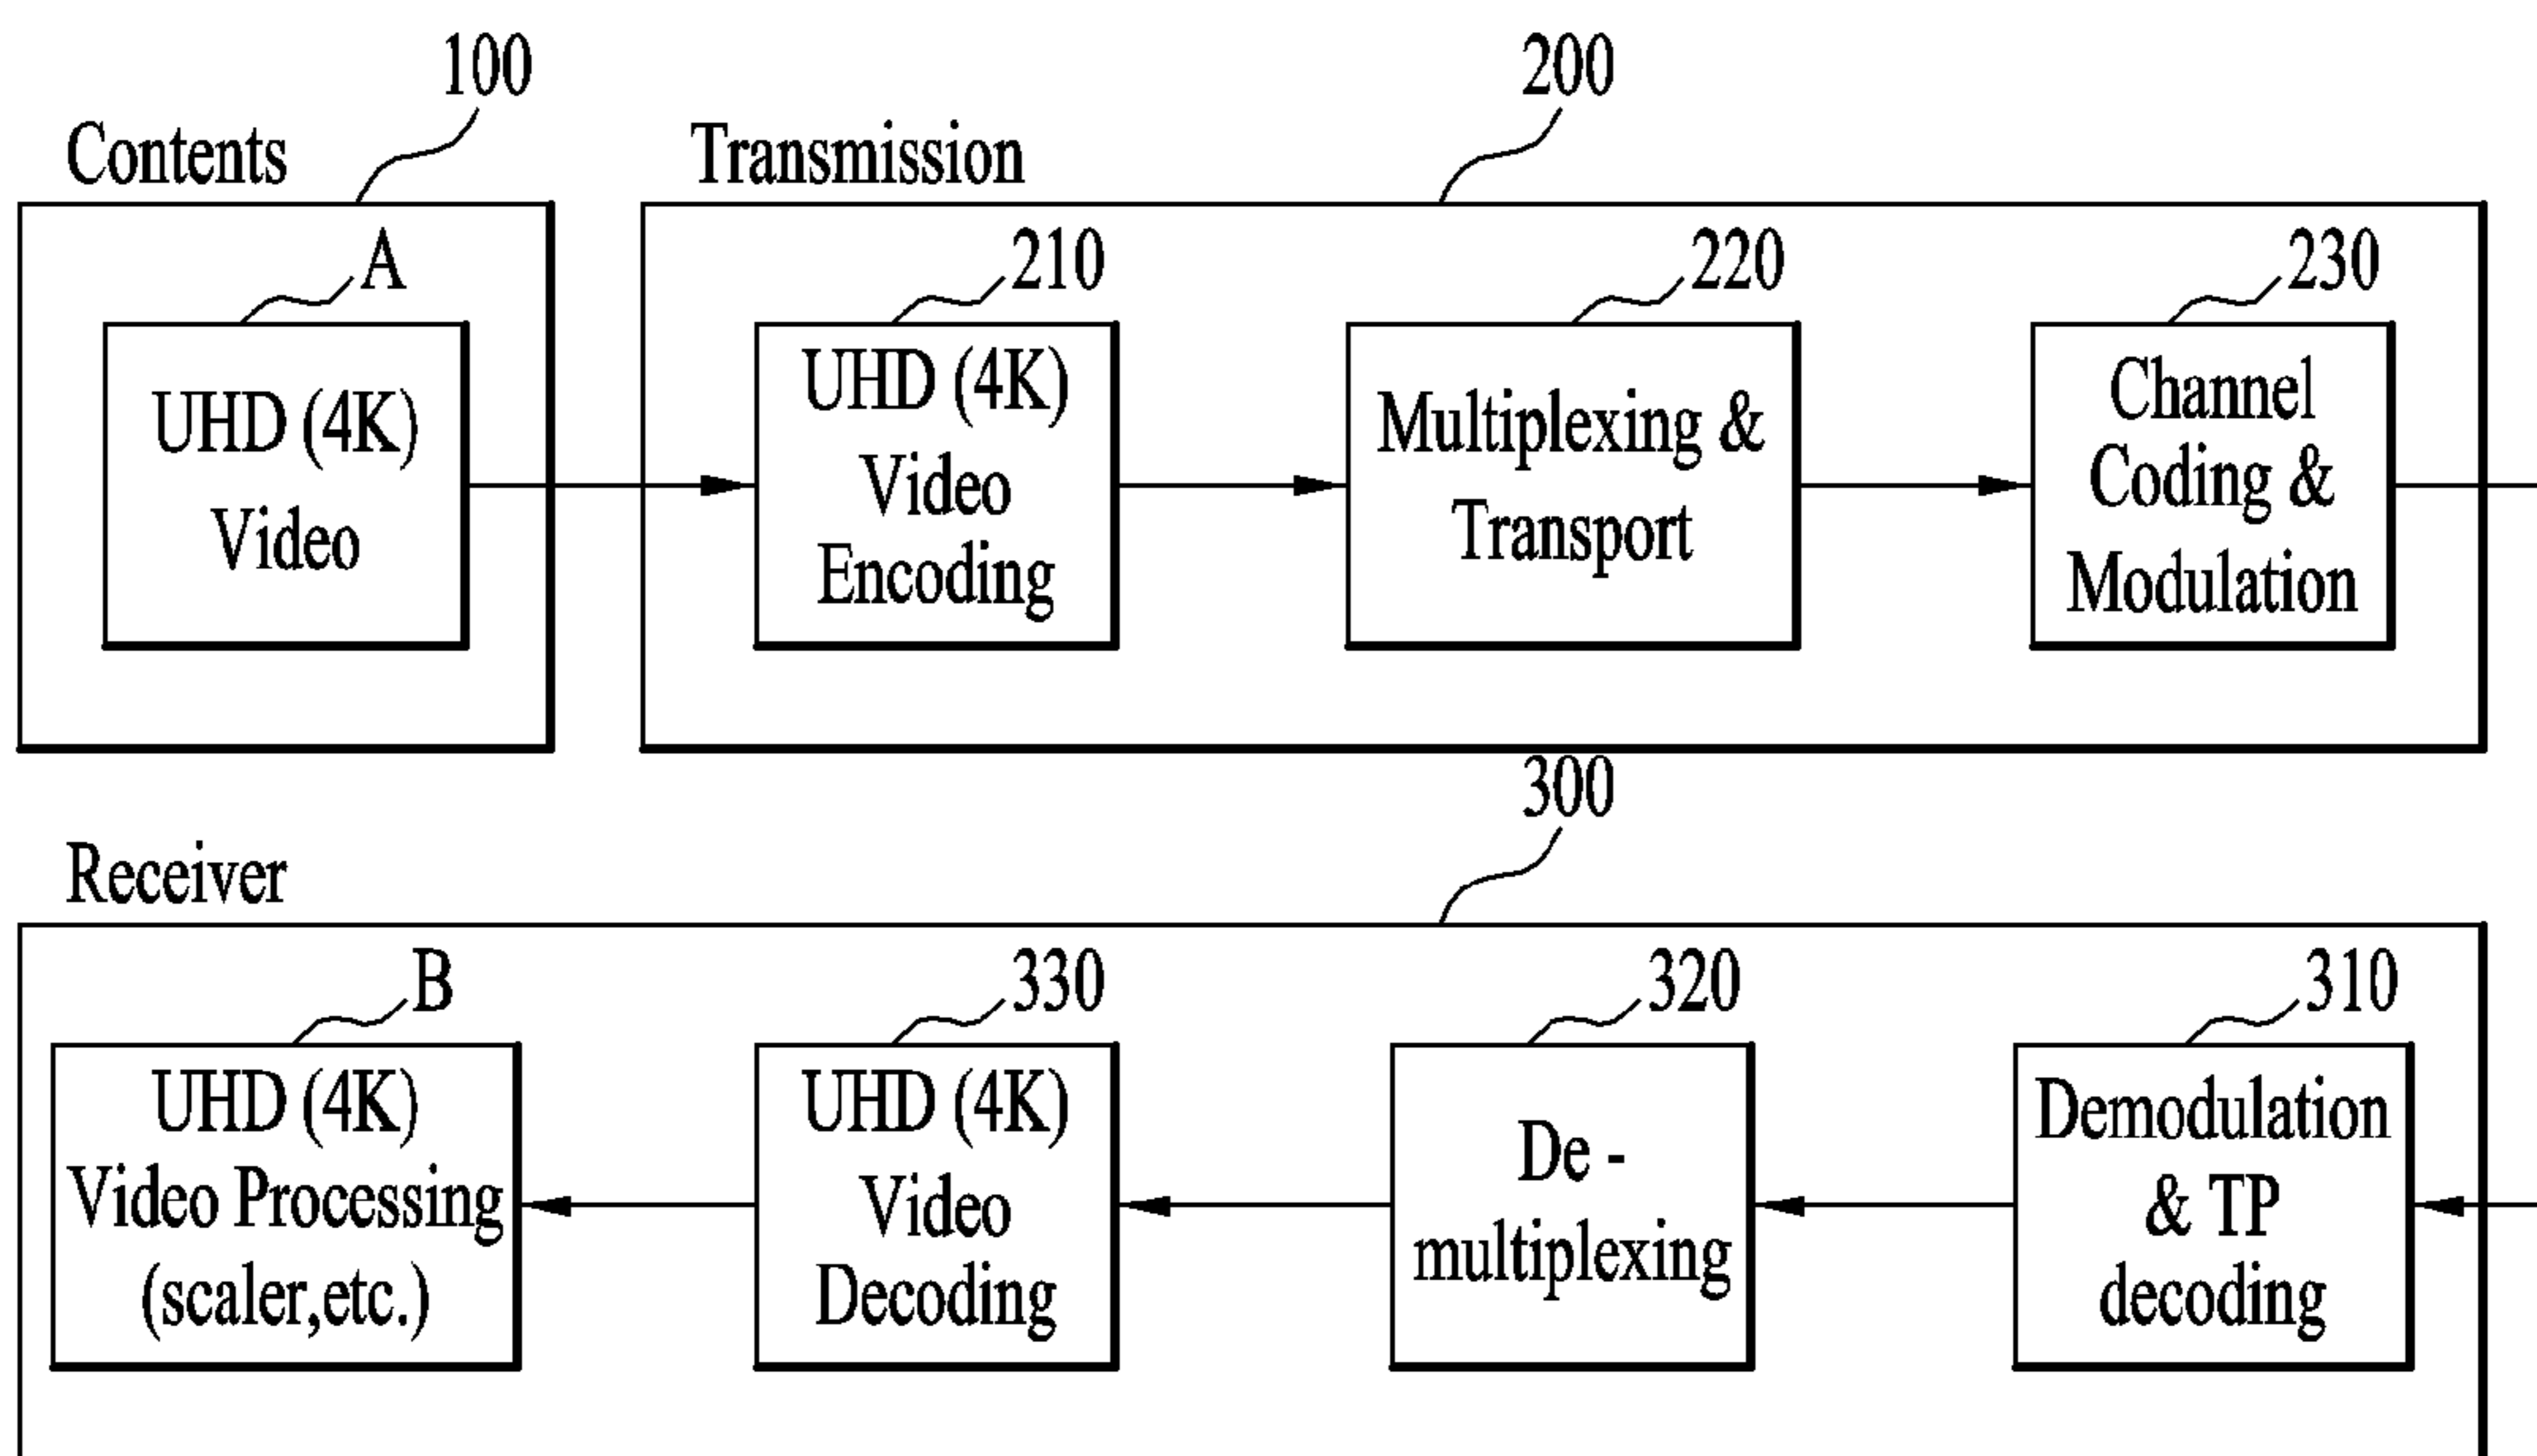 100
200
Contents
Transmission
A
210
220
230
UHD (4K)
Video
UHD (4K)
Video
Encoding
Multiplexing &
Transport
Channel
Coding &
Modulation
300
Receiver
B
330
320
310
UHD (4K)
Video Processing
(scaler,etc.)
UHD (4K)
Video
Decoding
De -
multiplexing
Demodulation
& TP
decoding